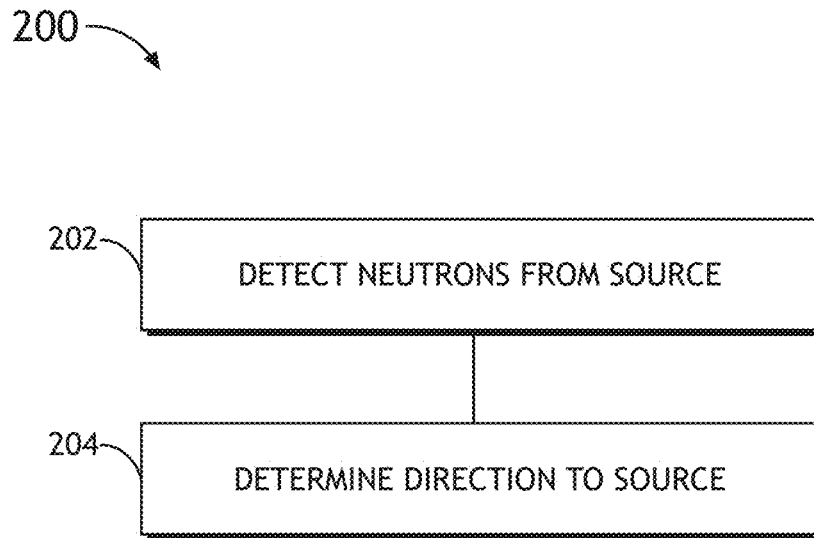 200
202
DETECT NEUTRONS FROM SOURCE
204
DETERMINE DIRECTION TO SOURCE